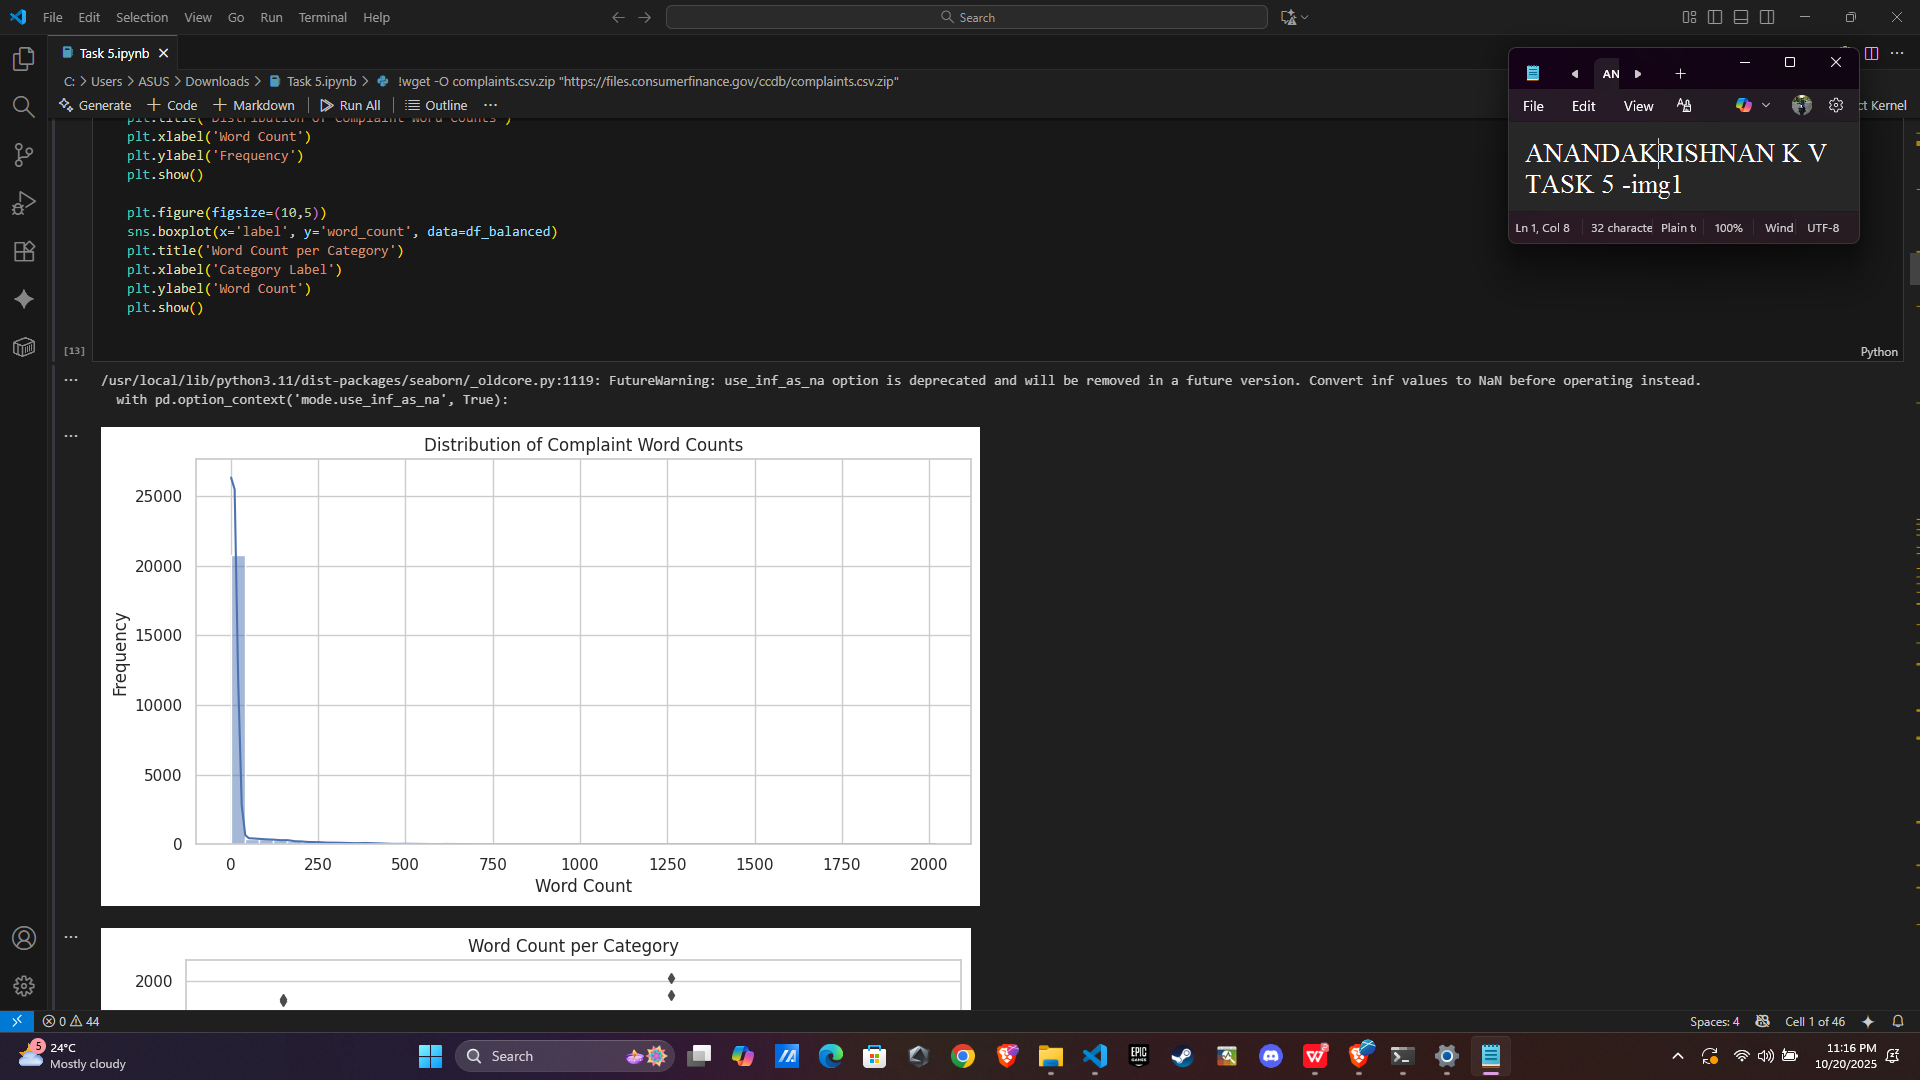 File Edit Selection View Go Run Terminal Help
Search
Task 5.ipynb
C: > Users > ASUS > Downloads > Task 5.ipynb > !wget -O complaints.csv.zip "https://files.consumerfinance.gov/ccdb/complaints.csv.zip"
Generate + Code + Markdown Run All Outline ...
plt.title('Distribution of Complaint Word Counts')
plt.xlabel('Word Count')
plt.ylabel('Frequency')
plt.show()
plt.figure(figsize=(10,5))
sns.boxplot(x='label', y='word_count', data=df_balanced)
plt.title('Word Count per Category')
plt.xlabel('Category Label')
plt.ylabel('Word Count')
plt.show()
[13]
Python
AN
File Edit View
ct Kernel
ANANDAKRISHNAN K V
TASK 5 -img1
Ln 1, Col 8 32 characte Plain t 100% Wind UTF-8
/usr/local/lib/python3.11/dist-packages/seaborn/_oldcore.py:1119: FutureWarning: use_inf_as_na option is deprecated and will be removed in a future version. Convert inf values to NaN before operating instead.
with pd.option_context('mode.use_inf_as_na', True):
Distribution of Complaint Word Counts
25000
20000
15000
10000
5000
0
Frequency
0 250 500 750 1000 1250 1500 1750 2000
Word Count
Word Count per Category
2000
0 44
Spaces: 4 Cell 1 of 46
5
24°C
Mostly cloudy
Search
EPIC GAMES
11:16 PM
10/20/2025